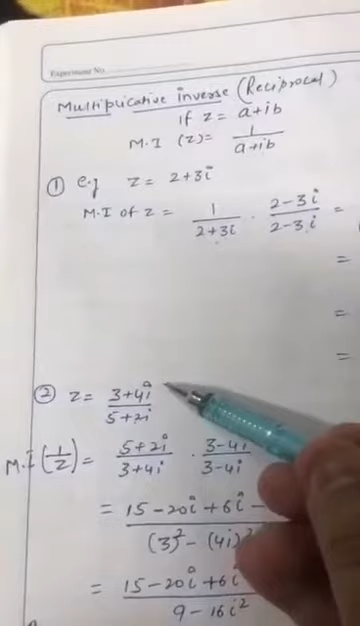 Experiment No.
Multiplicative inverse (Reciprocal)
if z = a+ib
M.I (z) = 1/(a+ib)
① e.g z = 2+3i
M.I of z = 1/(2+3i) · (2-3i)/(2-3i) =
=
=
=
② z = (3+4i)/(5+2i)
M.I (1/z) = (5+2i)/(3+4i) · (3-4i)/(3-4i)
= (15-20i+6i-
(3)²-(4i)
= (15-20i+6i
9-16i²